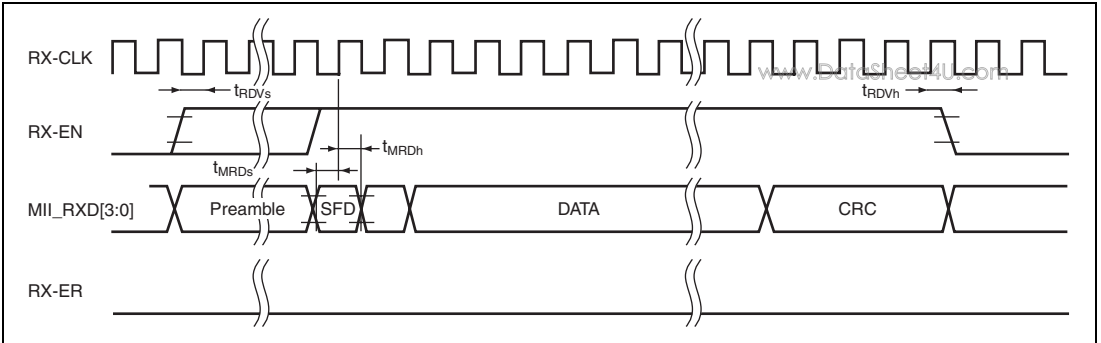 RX-CLK
www.DataSheet4U.com
tRDVs
tRDVh
RX-EN
tMRDs
tMRDh
MII_RXD[3:0]
Preamble
SFD
DATA
CRC
RX-ER